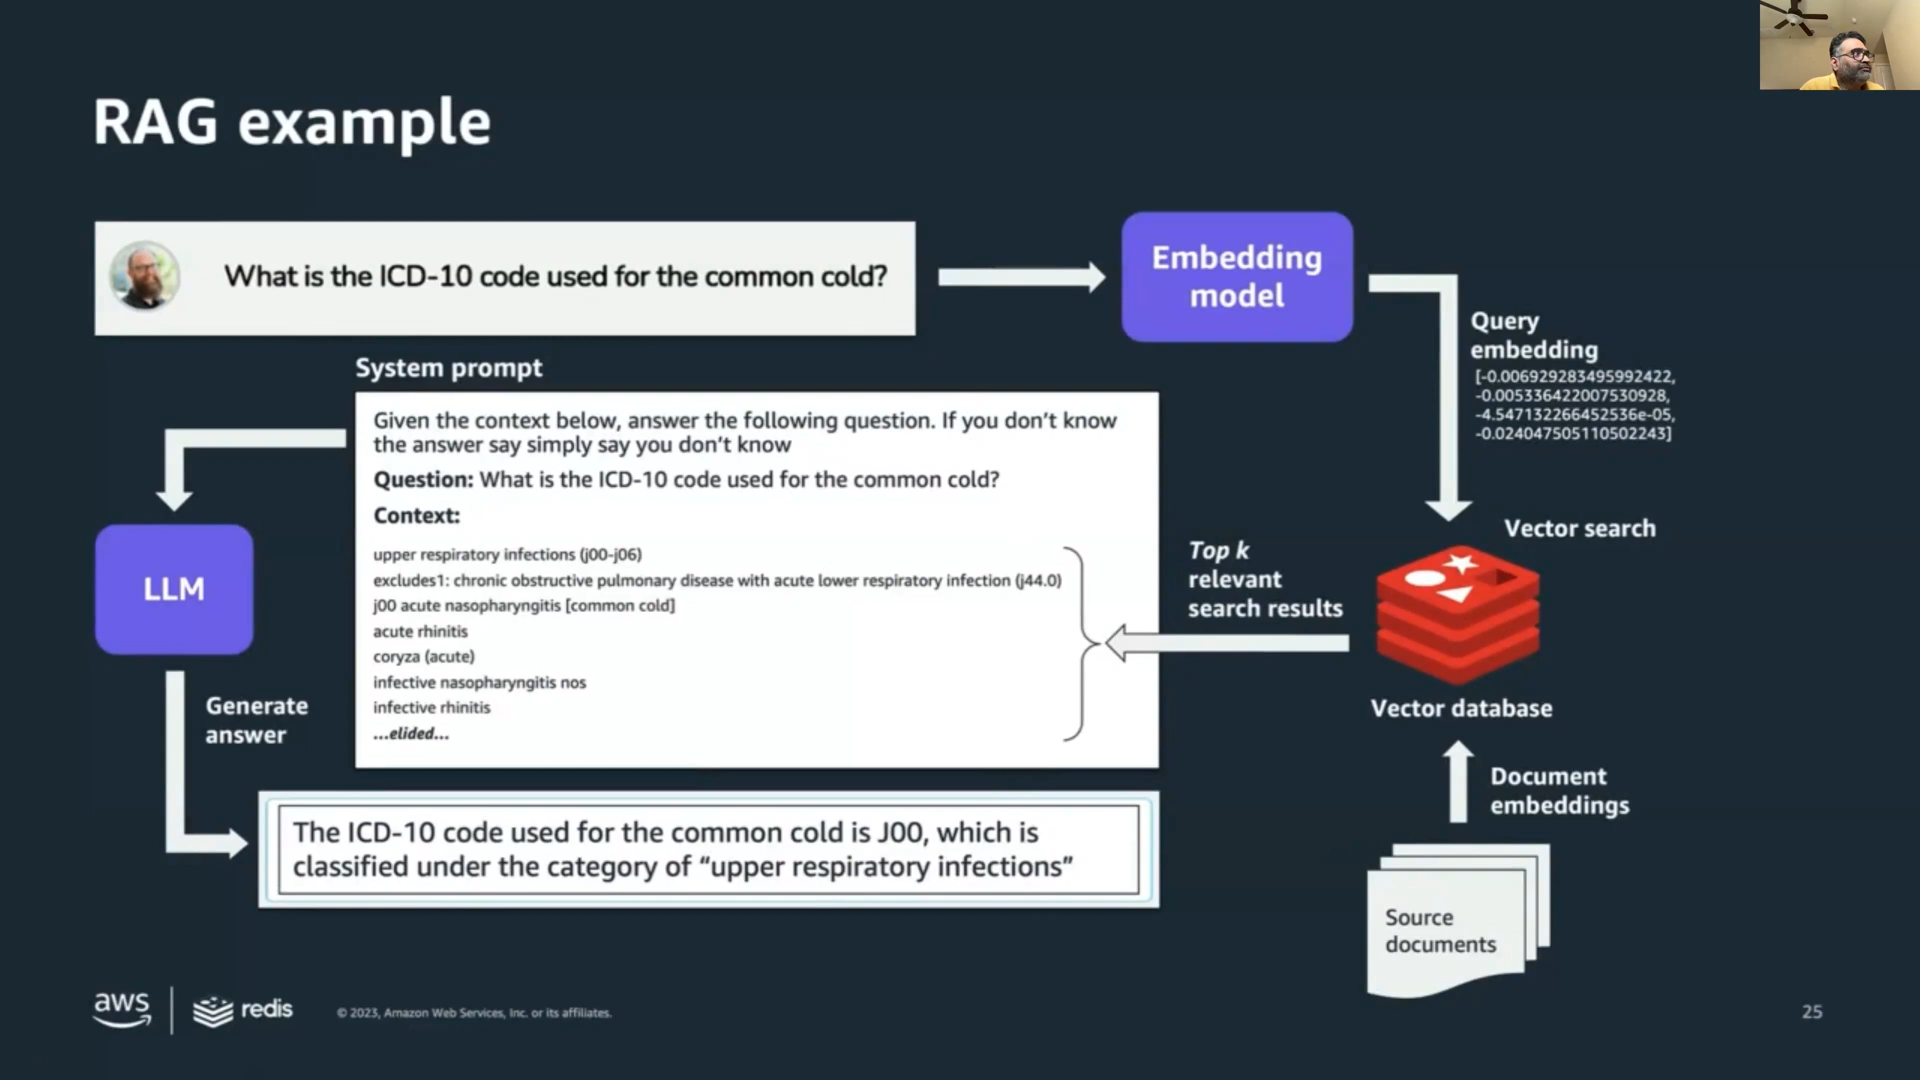 RAG example
What is the ICD-10 code used for the common cold?
Embedding
model
Query
embedding
[-0.006929283495992422,
-0.005336422007530928,
-4.547132266452536e-05,
-0.024047505110502243]
System prompt
Given the context below, answer the following question. If you don't know
the answer say simply say you don't know
Question: What is the ICD-10 code used for the common cold?
Context:
upper respiratory infections (j00-j06)
excludes1: chronic obstructive pulmonary disease with acute lower respiratory infection (j44.0)
j00 acute nasopharyngitis [common cold]
acute rhinitis
coryza (acute)
infective nasopharyngitis nos
infective rhinitis
...elided...
Vector search
Top k
relevant
search results
LLM
Vector database
Generate
answer
Document
embeddings
The ICD-10 code used for the common cold is J00, which is
classified under the category of “upper respiratory infections”
Source
documents
aws
redis
© 2023, Amazon Web Services, Inc. or its affiliates.
25